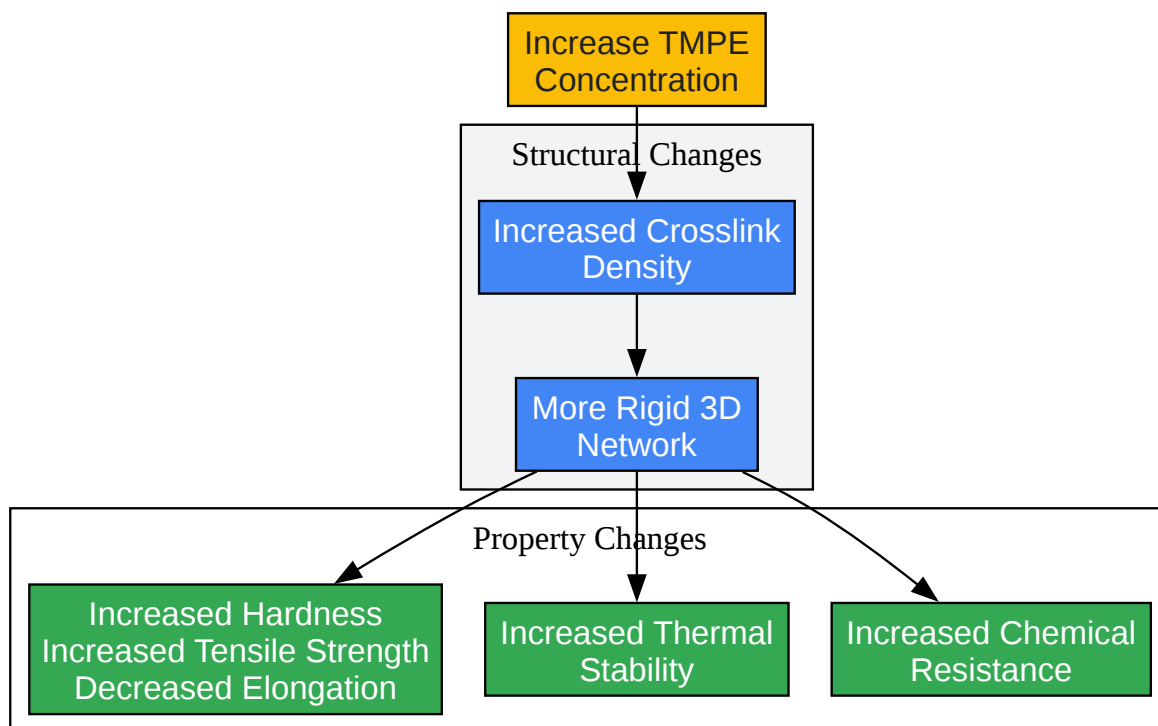 Increase TMPE
Concentration
Structural Changes
Increased Crosslink
Density
More Rigid 3D
Network
Property Changes
Increased Hardness
Increased Tensile Strength
Decreased Elongation
Increased Thermal
Stability
Increased Chemical
Resistance